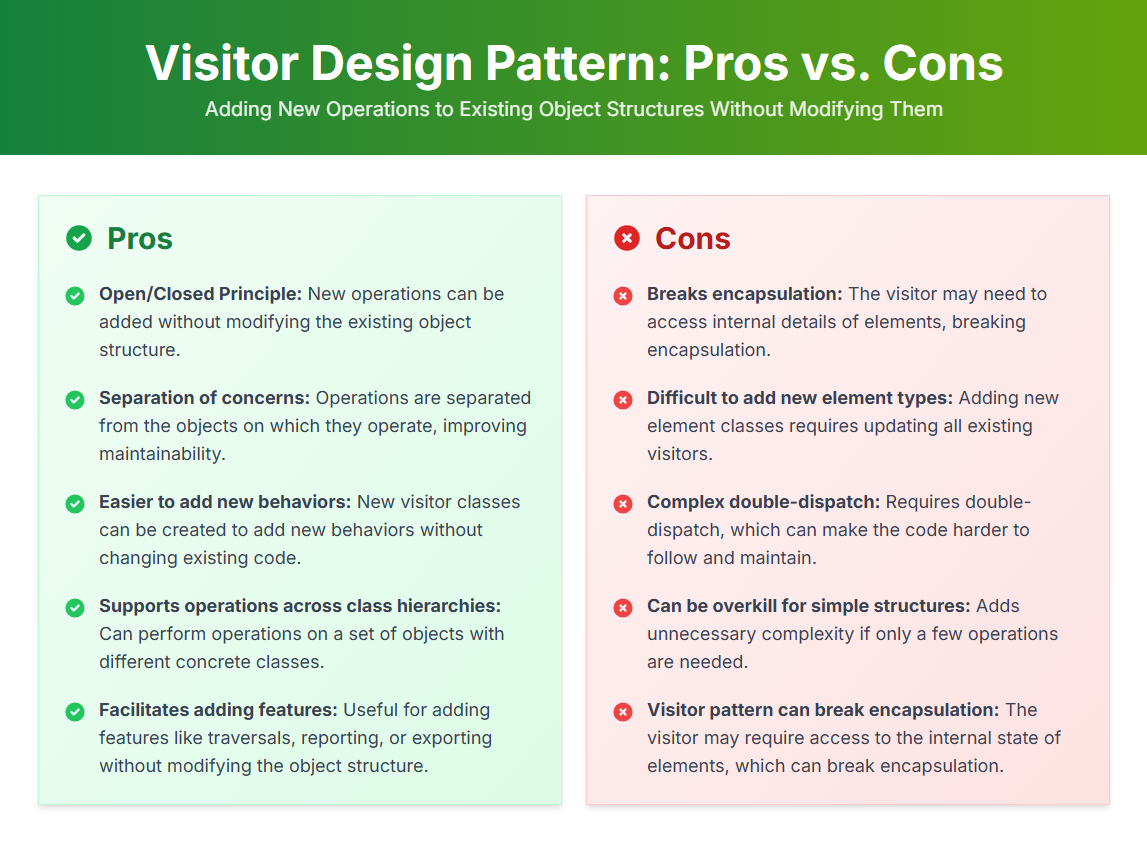 Visitor Design Pattern: Pros vs. Cons
Adding New Operations to Existing Object Structures Without Modifying Them
Pros
Open/Closed Principle: New operations can be
added without modifying the existing object
structure.
Separation of concerns: Operations are separated
from the objects on which they operate, improving
maintainability.
Easier to add new behaviors: New visitor classes
can be created to add new behaviors without
changing existing code.
Supports operations across class hierarchies:
Can perform operations on a set of objects with
different concrete classes.
Facilitates adding features: Useful for adding
features like traversals, reporting, or exporting
without modifying the object structure.
Cons
Breaks encapsulation: The visitor may need to
access internal details of elements, breaking
encapsulation.
Difficult to add new element types: Adding new
element classes requires updating all existing
visitors.
Complex double-dispatch: Requires double-
dispatch, which can make the code harder to
follow and maintain.
Can be overkill for simple structures: Adds
unnecessary complexity if only a few operations
are needed.
Visitor pattern can break encapsulation: The
visitor may require access to the internal state of
elements, which can break encapsulation.